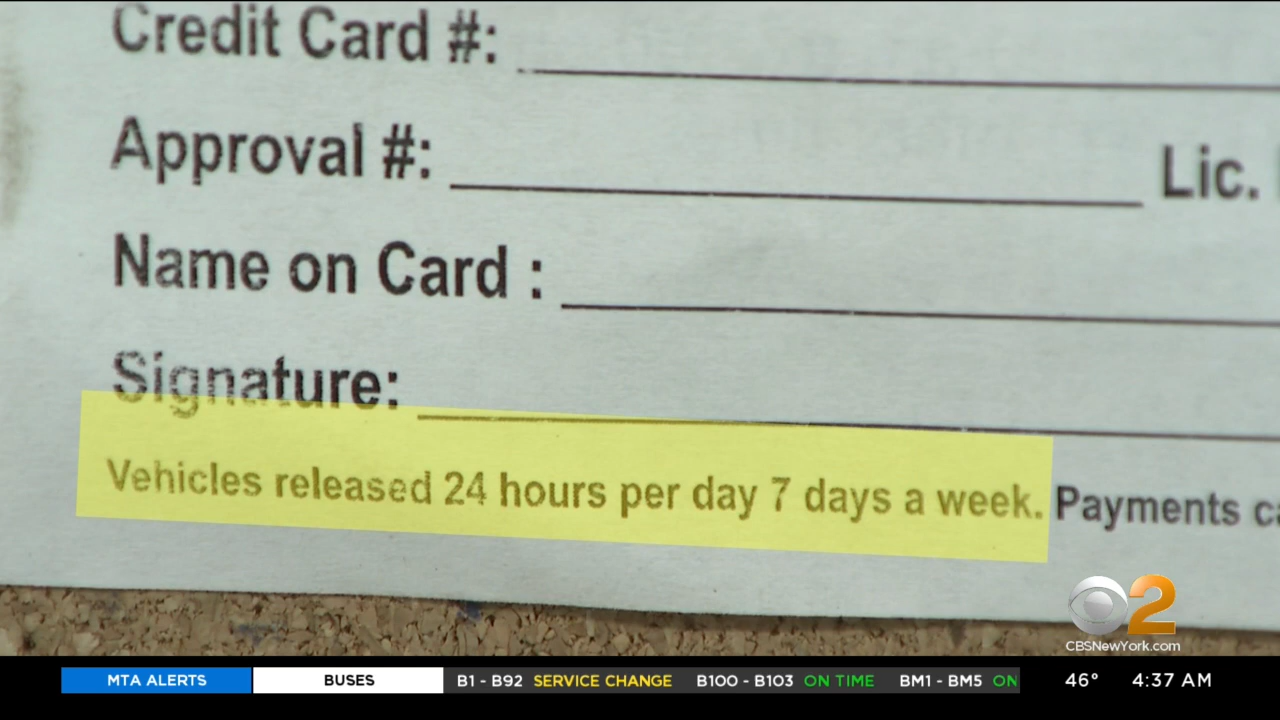 Credit Card #:
Approval #: Lic.
Name on Card :
Signature:
Vehicles released 24 hours per day 7 days a week. Payments
2
CBSNewYork.com
MTA ALERTS BUSES B1 - B92 SERVICE CHANGE B100 - B103 ON TIME BM1 - BM5 ON 46° 4:37 AM